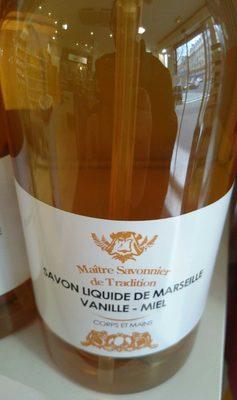 Maître Savonnier
de Tradition
SAVON LIQUIDE DE MARSEILLE
VANILLE - MIEL
CORPS ET MAINS